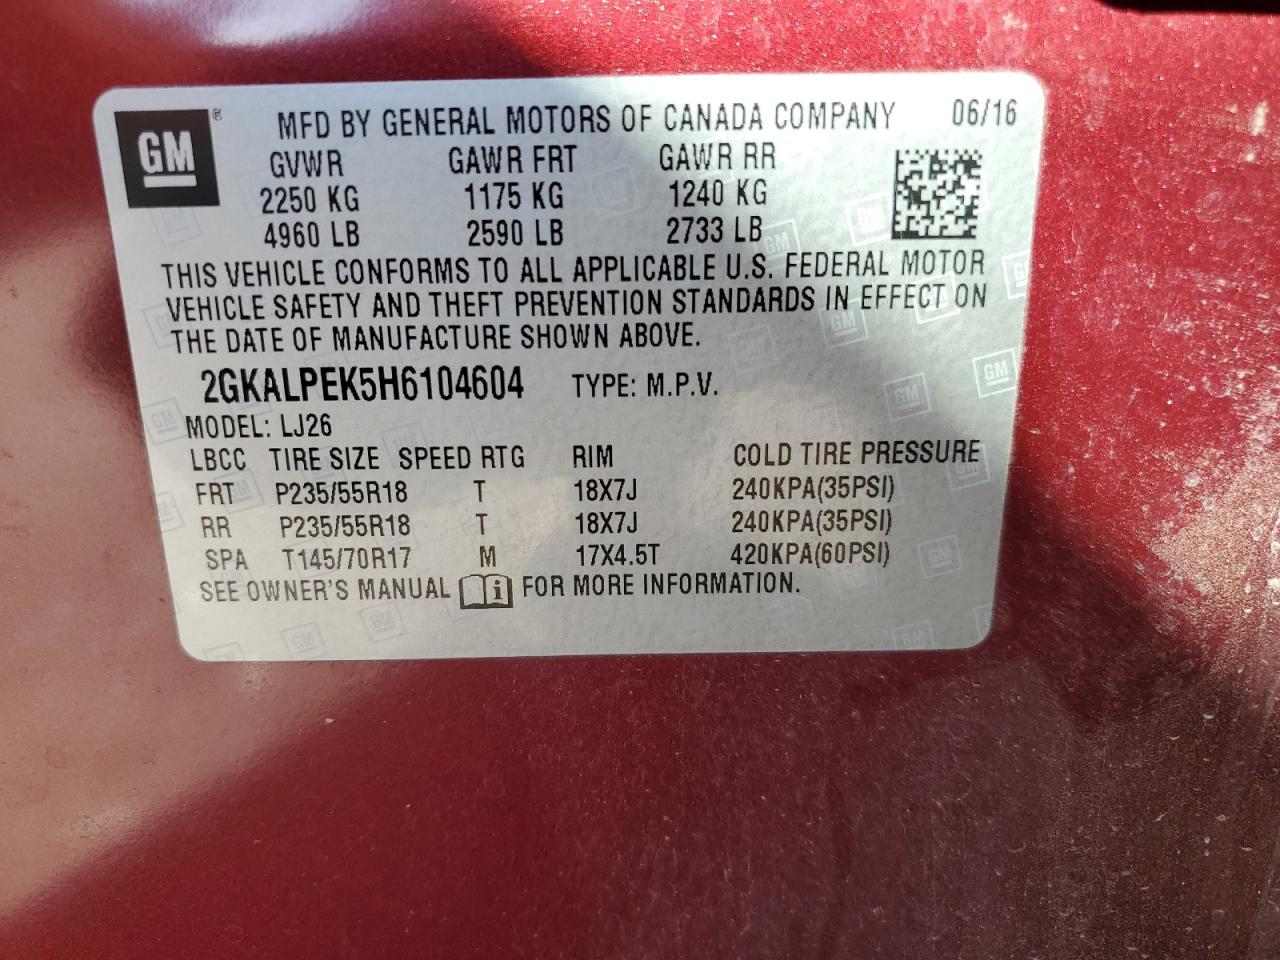 GM ® MFD BY GENERAL MOTORS OF CANADA COMPANY 06/16
GVWR GAWR FRT GAWR RR
2250 KG 1175 KG 1240 KG
4960 LB 2590 LB 2733 LB
THIS VEHICLE CONFORMS TO ALL APPLICABLE U.S. FEDERAL MOTOR
VEHICLE SAFETY AND THEFT PREVENTION STANDARDS IN EFFECT ON
THE DATE OF MANUFACTURE SHOWN ABOVE.
2GKALPEK5H6104604 TYPE: M.P.V.
MODEL: LJ26
LBCC TIRE SIZE SPEED RTG RIM COLD TIRE PRESSURE
FRT P235/55R18 T 18X7J 240KPA(35PSI)
RR P235/55R18 T 18X7J 240KPA(35PSI)
SPA T145/70R17 M 17X4.5T 420KPA(60PSI)
SEE OWNER'S MANUAL i FOR MORE INFORMATION.